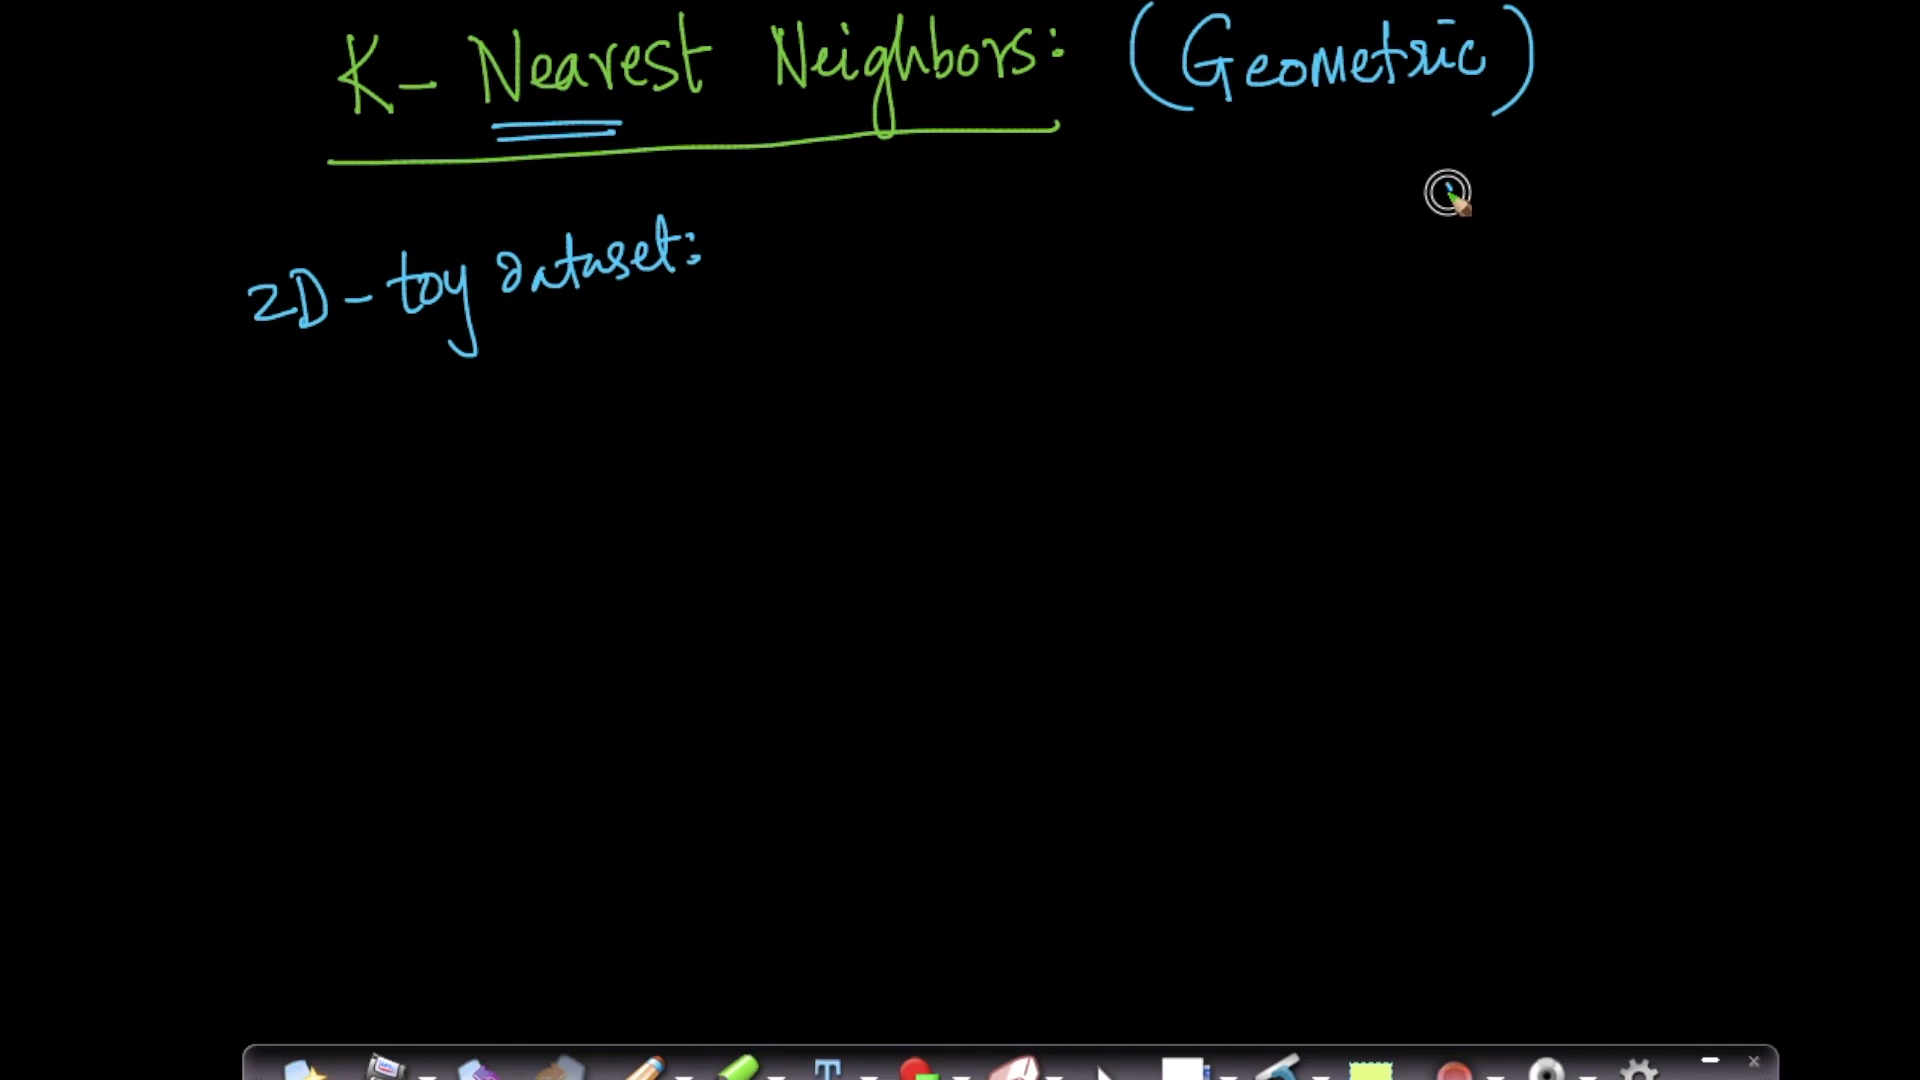 K- Nearest Neighbors: (Geometric)
2D - toy dataset: